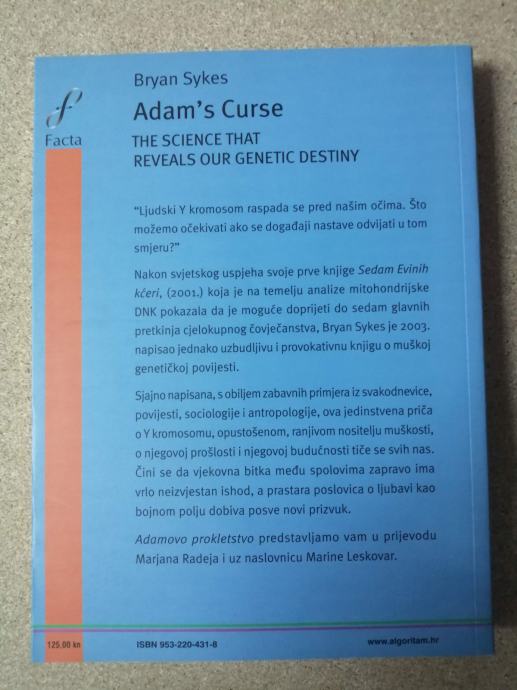 Bryan Sykes
Adam's Curse
THE SCIENCE THAT
REVEALS OUR GENETIC DESTINY
Facta
"Ljudski Y kromosom raspada se pred našim očima. Što
možemo očekivati ako se događaji nastave odvijati u tom
smjeru?"
Nakon svjetskog uspjeha svoje prve knjige Sedam Evinih
kćeri, (2001.) koja je na temelju analize mitohondrijske
DNK pokazala da je moguće doprijeti do sedam glavnih
pretkinja cjelokupnog čovječanstva, Bryan Sykes je 2003.
napisao jednako uzbudljivu i provokativnu knjigu o muškoj
genetičkoj povijesti.
Sjajno napisana, s obiljem zabavnih primjera iz svakodnevice,
povijesti, sociologije i antropologije, ova jedinstvena priča
o Y kromosomu, opustošenom, ranjivom nositelju muškosti,
o njegovoj prošlosti i njegovoj budućnosti tiče se svih nas.
Čini se da vjekovna bitka među spolovima zapravo ima
vrlo neizvjestan ishod, a prastara poslovica o ljubavi kao
bojnom polju dobiva posve novi prizvuk.
Adamovo prokletstvo predstavljamo vam u prijevodu
Marjana Radeja i uz naslovnicu Marine Leskovar.
125,00 kn
ISBN 953-220-431-8
www.algoritam.hr